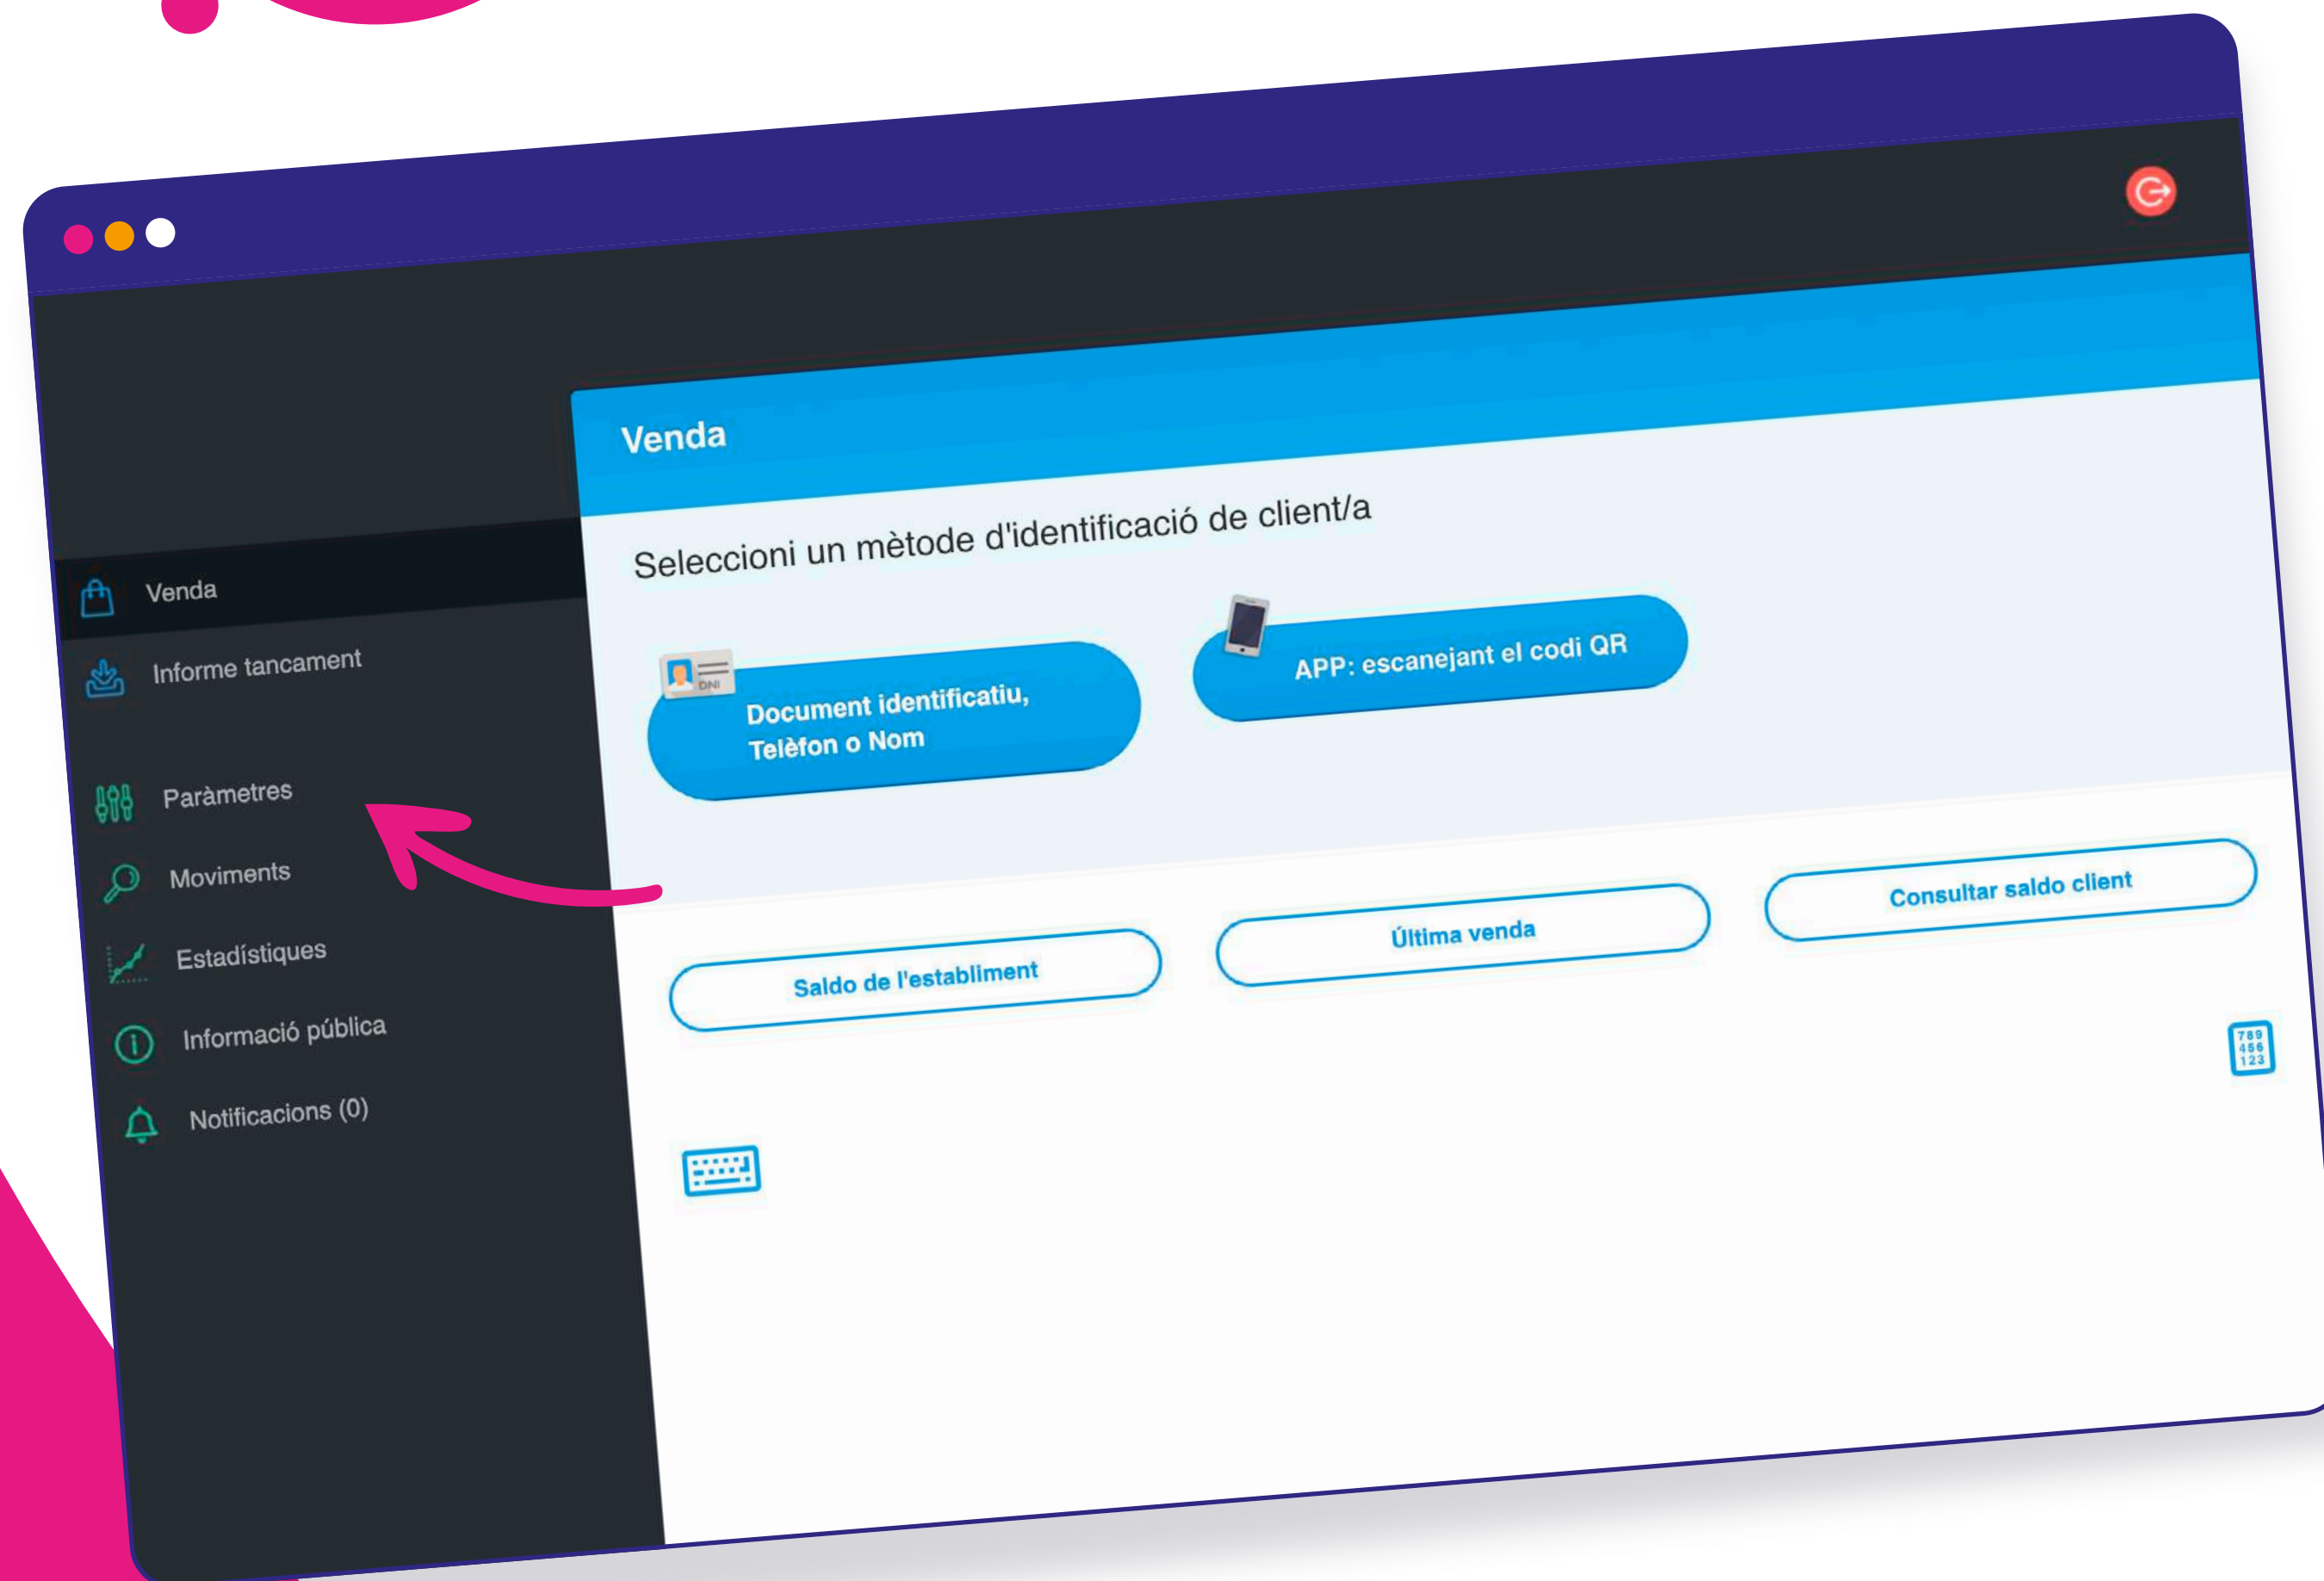 Venda
Informe tancament
Paràmetres
Moviments
Estadístiques
Informació pública
Notificacions (0)
Venda
Seleccioni un mètode d'identificació de client/a
DNI
Document identificatiu,
Telèfon o Nom
APP: escanejant el codi QR
Saldo de l'establiment
Última venda
Consultar saldo client
789
456
123